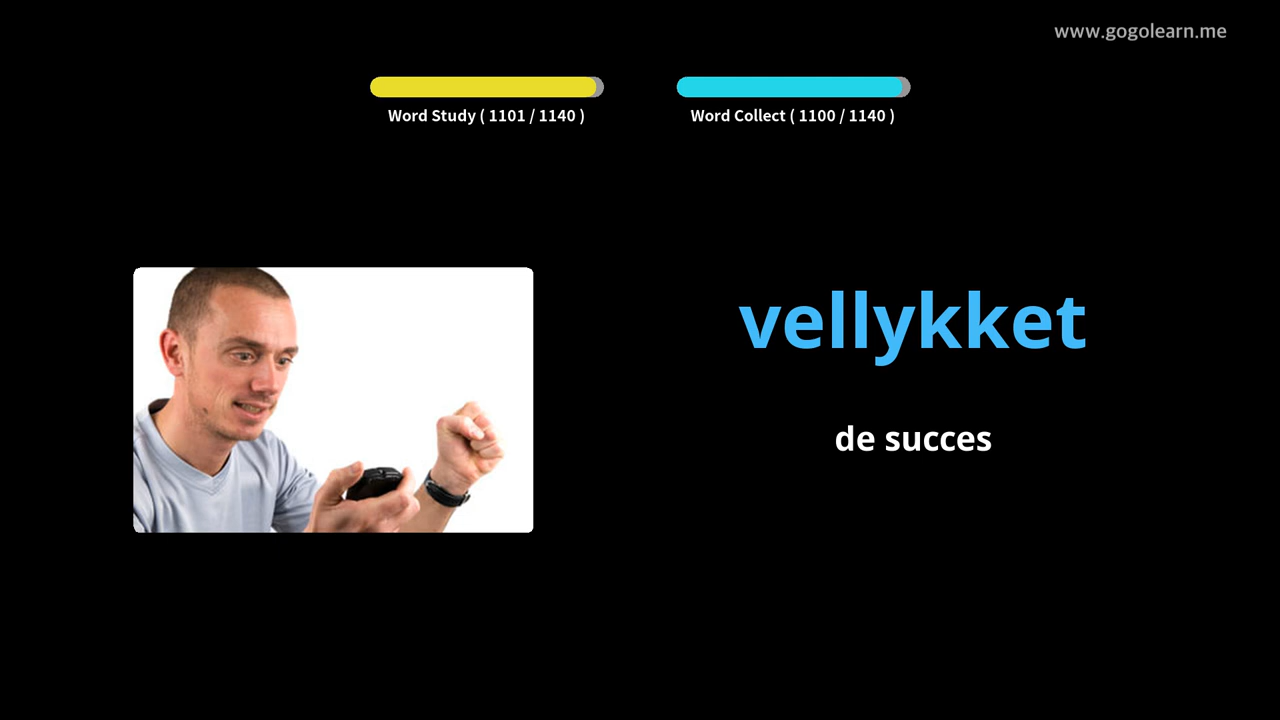 www.gogolearn.me
Word Study ( 1101 / 1140 )
Word Collect ( 1100 / 1140 )
vellykket
de succes